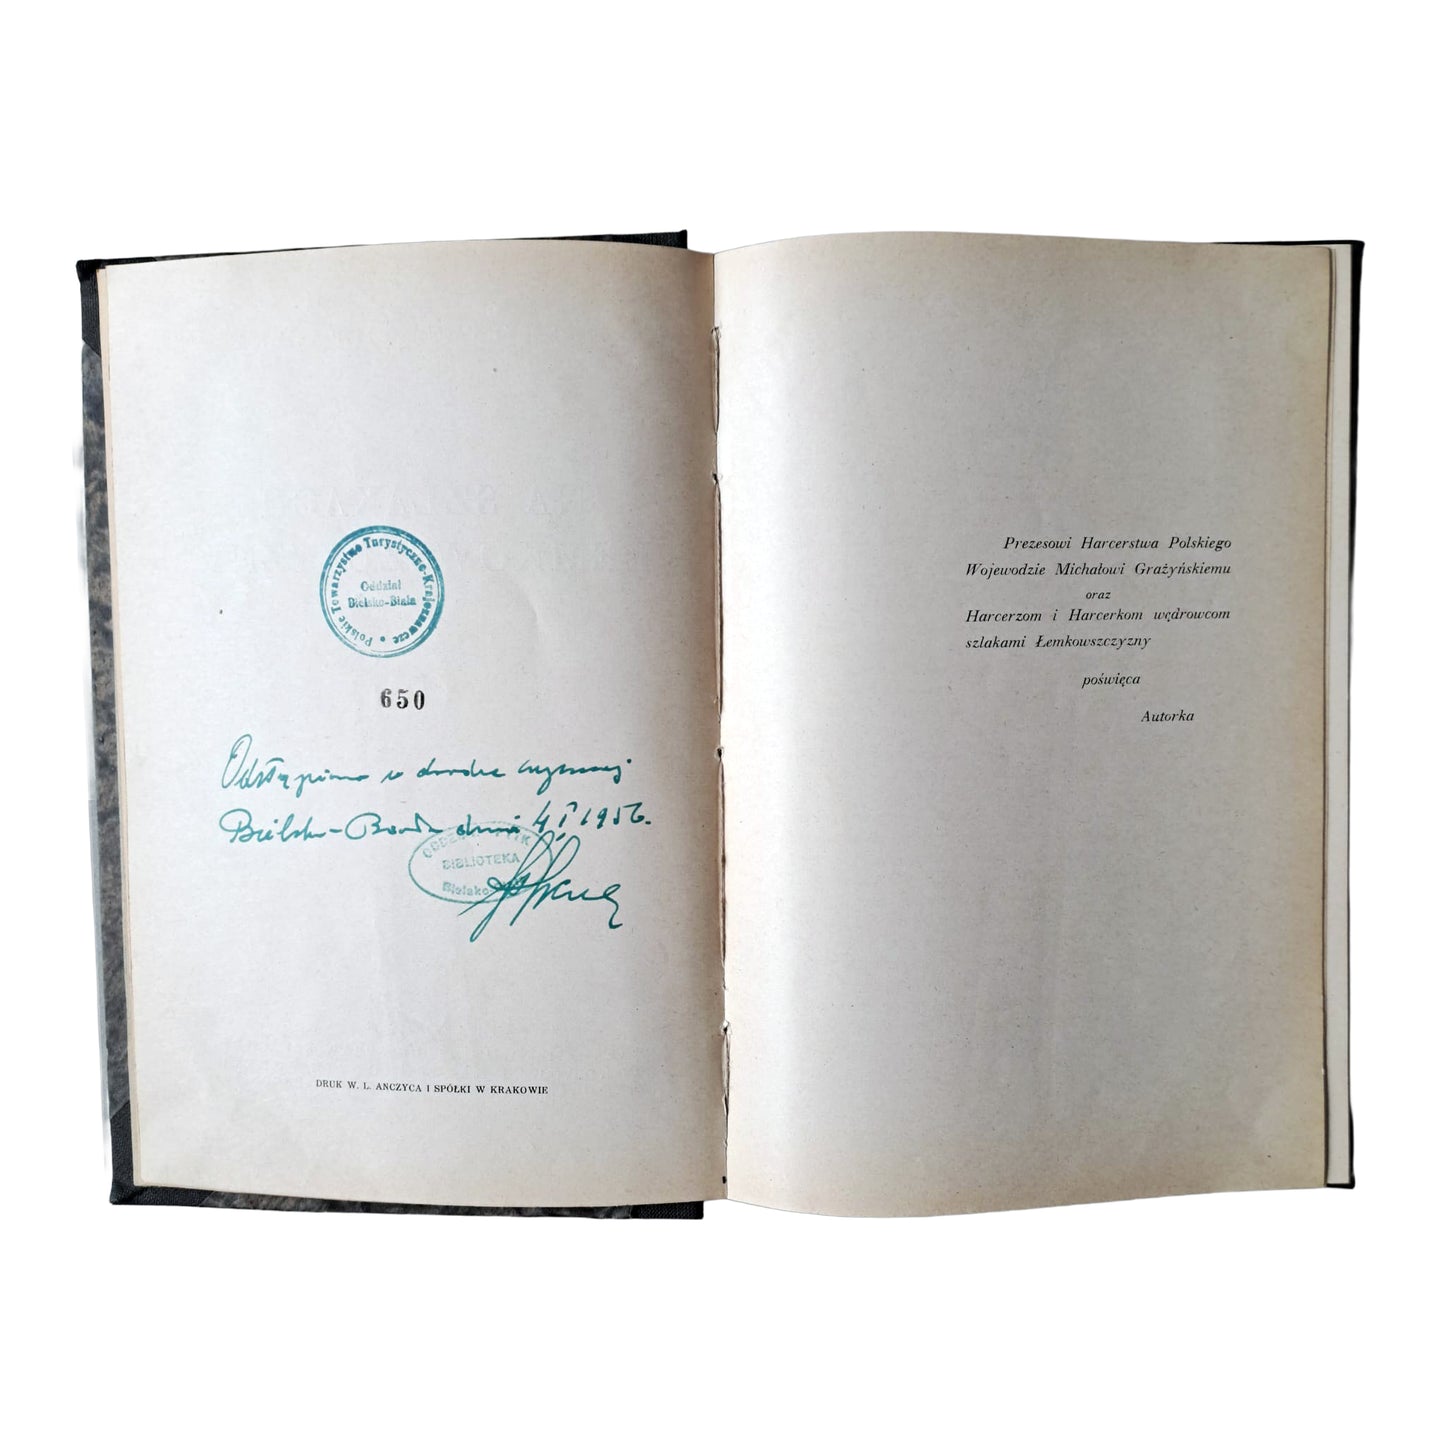 Polskie Towarzystwo Turystyczno-Krajoznawcze
Oddział
Bielsko-Biała
650
Odstąpiono w drodze wymiany
Bielsko- dnia 4 I 1956.
BIBLIOTEKA
Bielsko
DRUK W. L. ANCZYCA I SPÓŁKI W KRAKOWIE
Prezesowi Harcerstwa Polskiego
Wojewodzie Michałowi Grażyńskiemu
oraz
Harcerzom i Harcerkom wędrowcom
szlakami Łemkowszczyzny
poświęca
Autorka